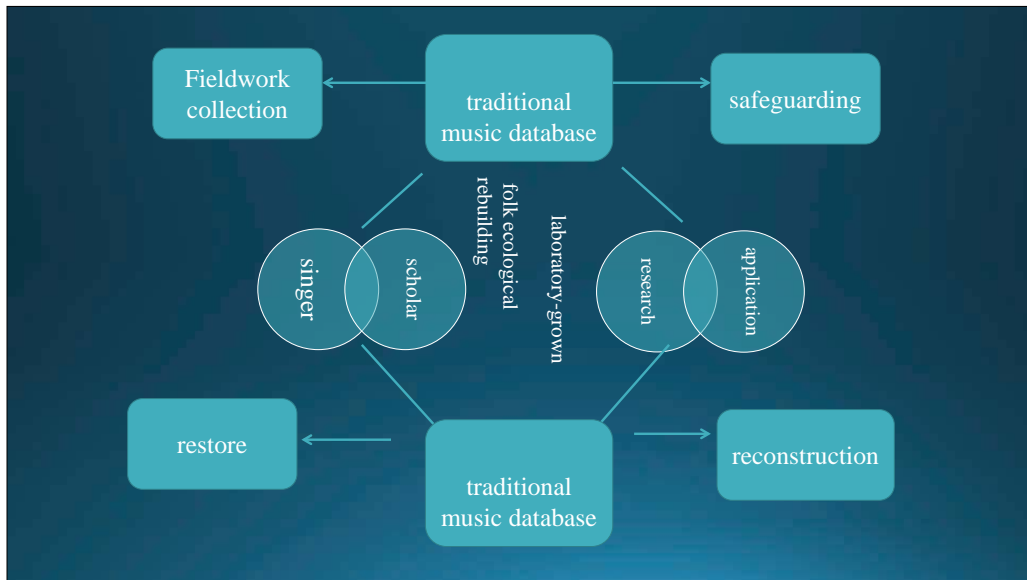 Fieldwork
collection
traditional
music database
safeguarding
folk ecological
rebuilding
laboratory-grown
singer
scholar
research
application
restore
traditional
music database
reconstruction